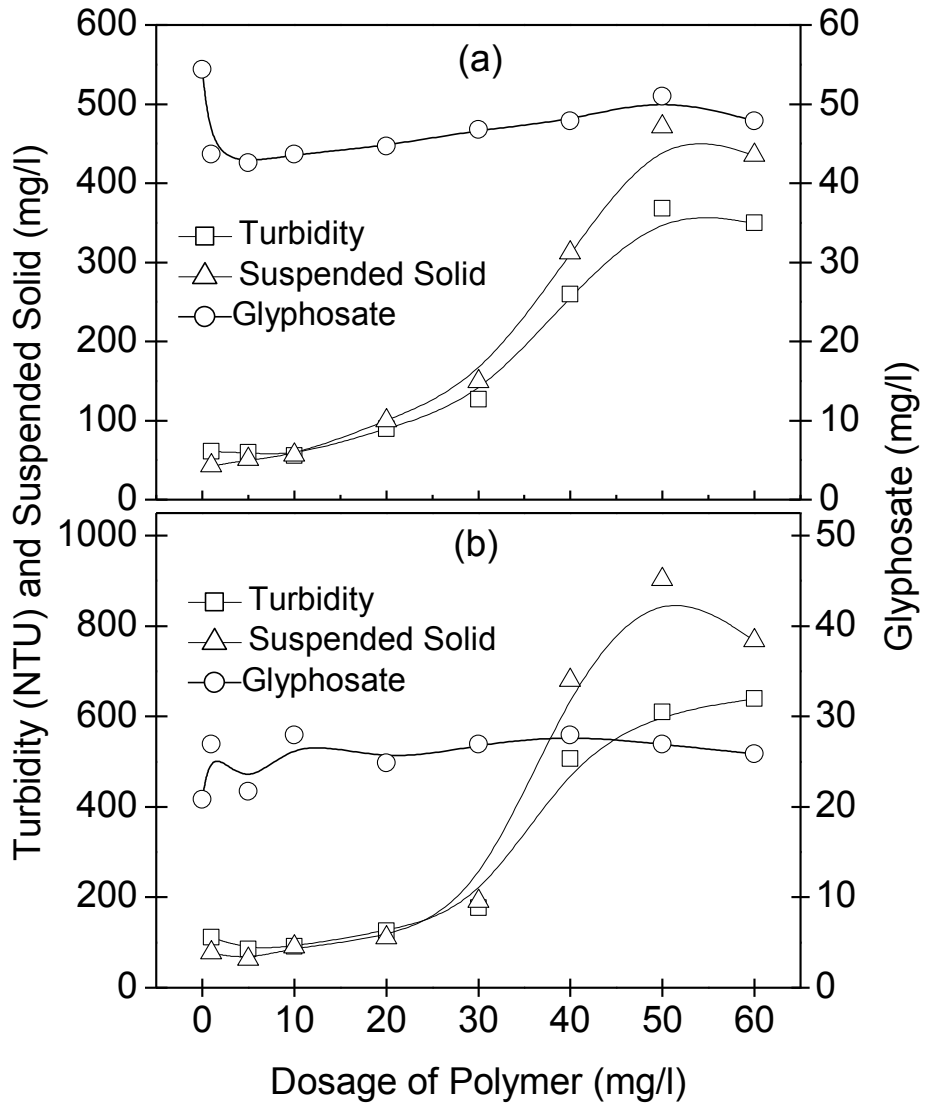 Turbidity (NTU) and Suspended Solid (mg/l)
Glyphosate (mg/l)
600
500
400
300
200
100
0
(a)
Turbidity
Suspended Solid
Glyphosate
60
50
40
30
20
10
0
1000
800
600
400
200
0
(b)
Turbidity
Suspended Solid
Glyphosate
50
40
30
20
10
0
0 10 20 30 40 50 60
Dosage of Polymer (mg/l)